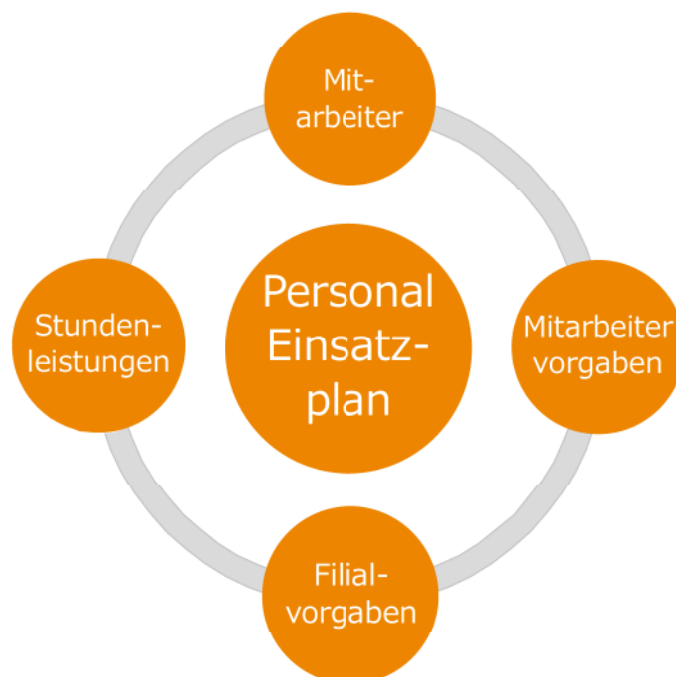 Mit-
arbeiter
Stunden-
leistungen
Personal
Einsatz-
plan
Mitarbeiter
vorgaben
Filial-
vorgaben